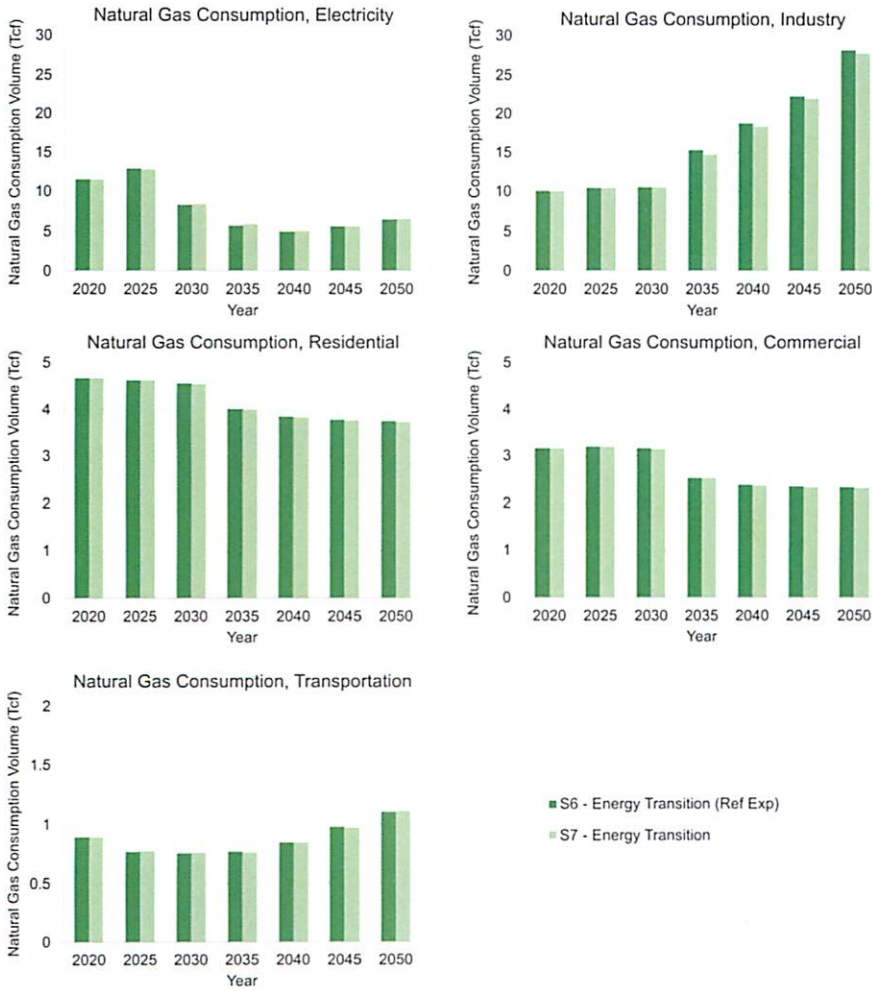 Natural Gas Consumption, Electricity
Natural Gas Consumption Volume (Tcf)
30
25
20
15
10
5
0
2020 2025 2030 2035 2040 2045 2050
Year
Natural Gas Consumption, Industry
Natural Gas Consumption Volume (Tcf)
30
25
20
15
10
5
0
2020 2025 2030 2035 2040 2045 2050
Year
Natural Gas Consumption, Residential
Natural Gas Consumption Volume (Tcf)
5
4
3
2
1
0
2020 2025 2030 2035 2040 2045 2050
Year
Natural Gas Consumption, Commercial
Natural Gas Consumption Volume (Tcf)
5
4
3
2
1
0
2020 2025 2030 2035 2040 2045 2050
Year
Natural Gas Consumption, Transportation
Natural Gas Consumption Volume (Tcf)
2
1.5
1
0.5
0
2020 2025 2030 2035 2040 2045 2050
Year
S6 - Energy Transition (Ref Exp)
S7 - Energy Transition